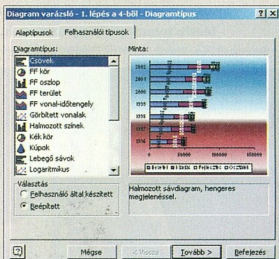 Diagram varázsló - 1. lépés a 4-ből - Diagramtípus
Alaptípusok
Felhasználói típusok
Diagramtípus:
Csövek
FF kör
FF oszlop
FF terület
FF vonal-időtengely
Görbített vonalak
Halmozott színek
Kék kör
Kúpok
Lebegő sávok
Logaritmikus
Minta:
Választás
Felhasználó által készített
Beépített
Halmozott sávdiagram, hengeres
megjelenéssel.
Mégse
< Vissza
Tovább >
Befejezés